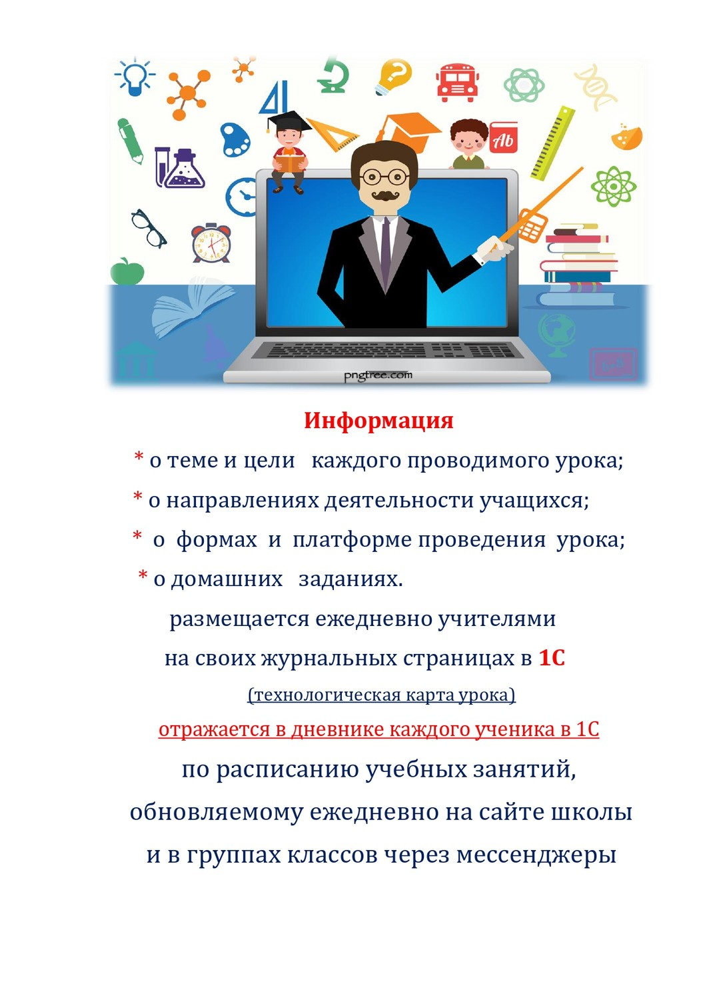 Ab
pngtree.com
Информация
* о теме и цели каждого проводимого урока;
* о направлениях деятельности учащихся;
* о формах и платформе проведения урока;
* о домашних заданиях.
размещается ежедневно учителями
на своих журнальных страницах в 1С
(технологическая карта урока)
отражается в дневнике каждого ученика в 1С
по расписанию учебных занятий,
обновляемому ежедневно на сайте школы
и в группах классов через мессенджеры